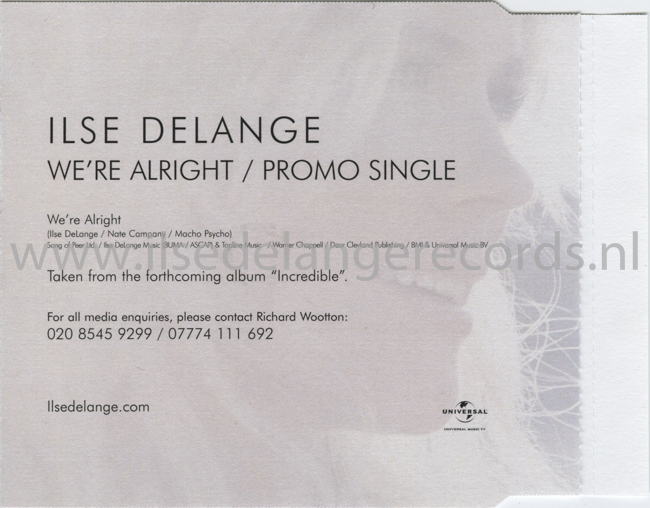 ILSE DELANGE
WE'RE ALRIGHT / PROMO SINGLE
We're Alright
(Ilse DeLange / Nate Campany / Macho Psycho)
Song of Peer Ltd. / Ilse DeLange Music (BUMA / ASCAP) & Topline Music / Warner Chappell / Dear Cleveland Publishing / BMI & Universal Music BV
www.ilsedelangerecords.nl
Taken from the forthcoming album “Incredible”.
For all media enquiries, please contact Richard Wootton:
020 8545 9299 / 07774 111 692
Ilsedelange.com
UNIVERSAL
UNIVERSAL MUSIC TV